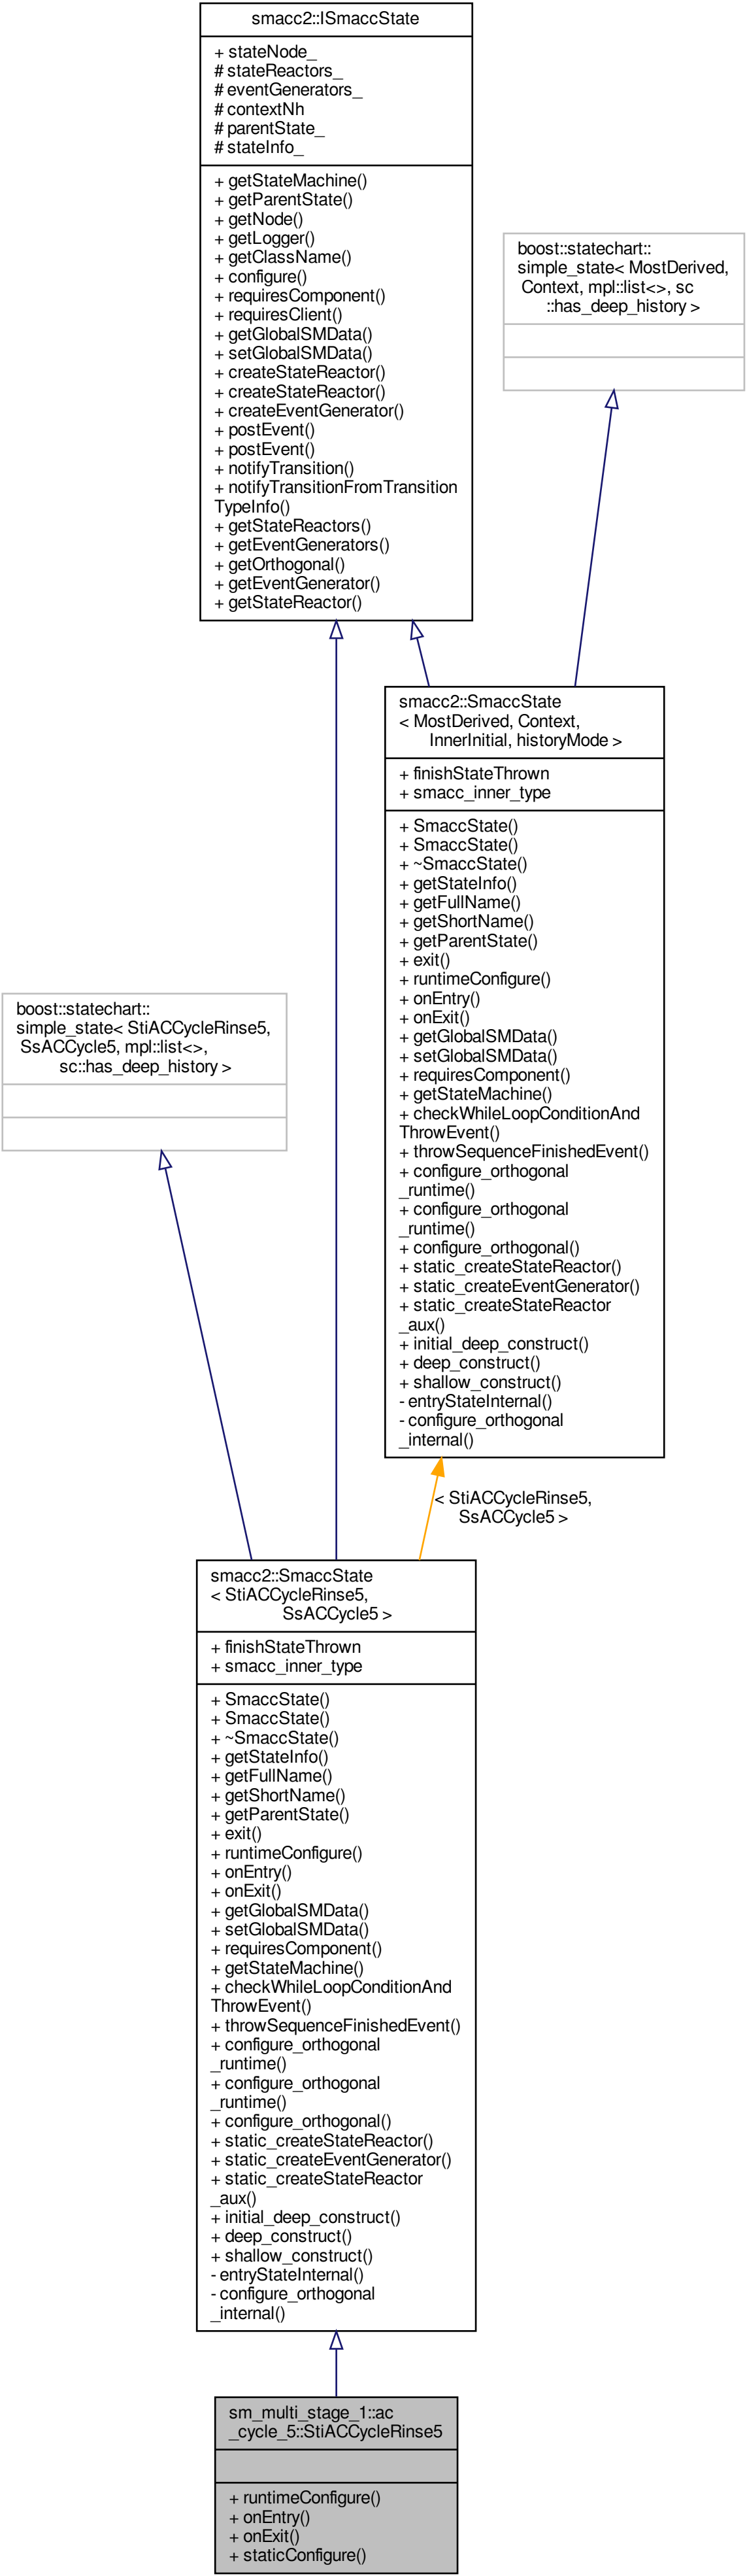 smacc2::ISmaccState
+ stateNode_
# stateReactors_
# eventGenerators_
# contextNh
# parentState_
# stateInfo_
+ getStateMachine()
+ getParentState()
+ getNode()
+ getLogger()
+ getClassName()
+ configure()
+ requiresComponent()
+ requiresClient()
+ getGlobalSMData()
+ setGlobalSMData()
+ createStateReactor()
+ createStateReactor()
+ createEventGenerator()
+ postEvent()
+ postEvent()
+ notifyTransition()
+ notifyTransitionFromTransition
TypeInfo()
+ getStateReactors()
+ getEventGenerators()
+ getOrthogonal()
+ getEventGenerator()
+ getStateReactor()
boost::statechart::
simple_state< MostDerived,
Context, mpl::list<>, sc
::has_deep_history >
smacc2::SmaccState
< MostDerived, Context,
InnerInitial, historyMode >
+ finishStateThrown
+ smacc_inner_type
+ SmaccState()
+ SmaccState()
+ ~SmaccState()
+ getStateInfo()
+ getFullName()
+ getShortName()
+ getParentState()
+ exit()
+ runtimeConfigure()
+ onEntry()
+ onExit()
+ getGlobalSMData()
+ setGlobalSMData()
+ requiresComponent()
+ getStateMachine()
+ checkWhileLoopConditionAnd
ThrowEvent()
+ throwSequenceFinishedEvent()
+ configure_orthogonal
_runtime()
+ configure_orthogonal
_runtime()
+ configure_orthogonal()
+ static_createStateReactor()
+ static_createEventGenerator()
+ static_createStateReactor
_aux()
+ initial_deep_construct()
+ deep_construct()
+ shallow_construct()
- entryStateInternal()
- configure_orthogonal
_internal()
boost::statechart::
simple_state< StiACCycleRinse5,
SsACCycle5, mpl::list<>,
sc::has_deep_history >
< StiACCycleRinse5,
SsACCycle5 >
smacc2::SmaccState
< StiACCycleRinse5,
SsACCycle5 >
+ finishStateThrown
+ smacc_inner_type
+ SmaccState()
+ SmaccState()
+ ~SmaccState()
+ getStateInfo()
+ getFullName()
+ getShortName()
+ getParentState()
+ exit()
+ runtimeConfigure()
+ onEntry()
+ onExit()
+ getGlobalSMData()
+ setGlobalSMData()
+ requiresComponent()
+ getStateMachine()
+ checkWhileLoopConditionAnd
ThrowEvent()
+ throwSequenceFinishedEvent()
+ configure_orthogonal
_runtime()
+ configure_orthogonal
_runtime()
+ configure_orthogonal()
+ static_createStateReactor()
+ static_createEventGenerator()
+ static_createStateReactor
_aux()
+ initial_deep_construct()
+ deep_construct()
+ shallow_construct()
- entryStateInternal()
- configure_orthogonal
_internal()
sm_multi_stage_1::ac
_cycle_5::StiACCycleRinse5
+ runtimeConfigure()
+ onEntry()
+ onExit()
+ staticConfigure()